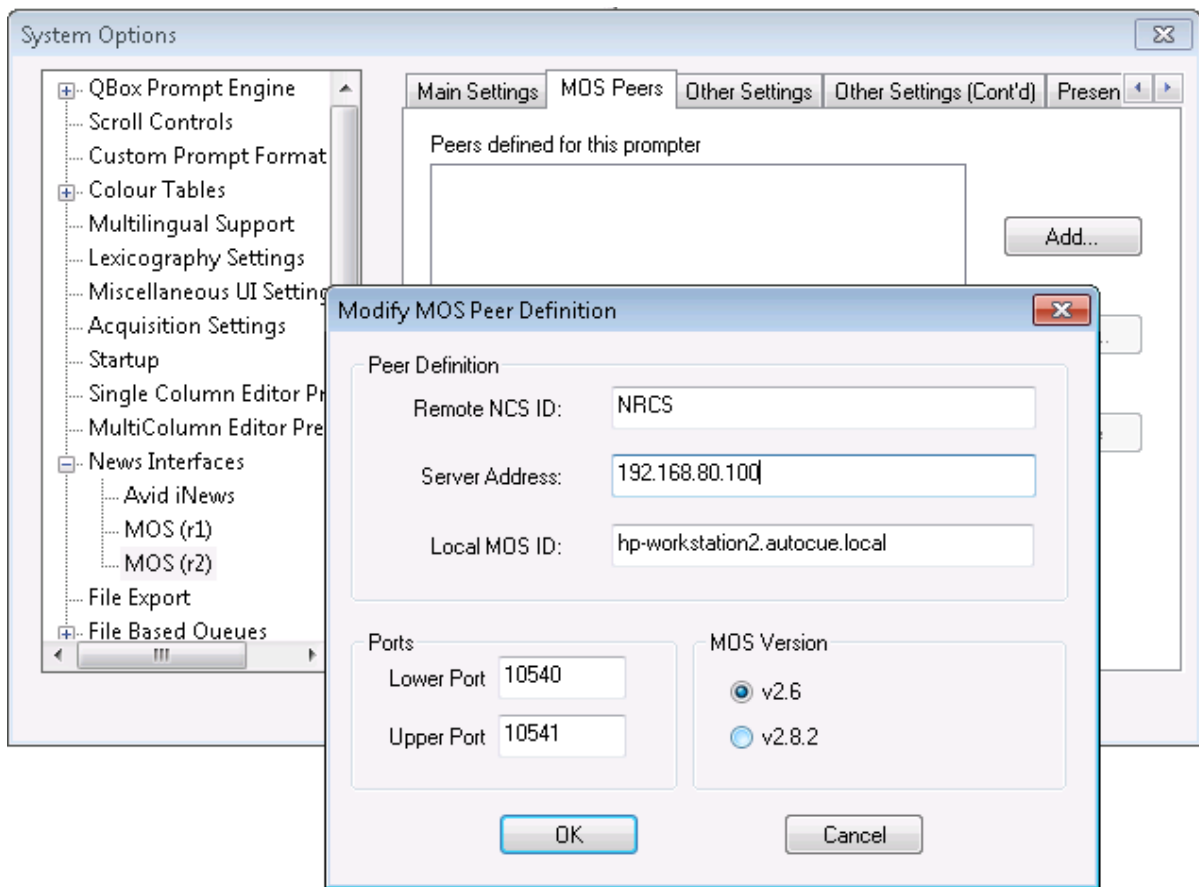 System Options
QBox Prompt Engine
Scroll Controls
Custom Prompt Format
Colour Tables
Multilingual Support
Lexicography Settings
Miscellaneous UI Setting
Acquisition Settings
Startup
Single Column Editor Pr
MultiColumn Editor Pre
News Interfaces
Avid iNews
MOS (r1)
MOS (r2)
File Export
File Based Queues
Main Settings MOS Peers Other Settings Other Settings (Cont'd) Presen
Peers defined for this prompter
Add...
Modify MOS Peer Definition
Peer Definition
Remote NCS ID: NRCS
Server Address: 192.168.80.100
Local MOS ID: hp-workstation2.autocue.local
Ports
Lower Port 10540
Upper Port 10541
MOS Version
v2.6
v2.8.2
OK Cancel